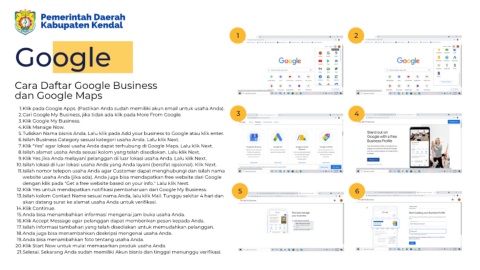 Pemerintah Daerah
Kabupaten Kendal
Google
Cara Daftar Google Business
dan Google Maps
1. Klik pada Google Apps. (Pastikan Anda sudah memiliki akun email untuk usaha Anda).
2. Cari Google My Business, jika tidak ada klik pada More From Google.
3. Klik Google My Business.
4. Klik Manage Now.
5. Tuliskan Nama bisnis Anda. Lalu klik pada Add your business to Google atau klik enter.
6. Isilah Business Category sesuai kategori usaha Anda. Lalu klik Next.
7. Klik "Yes" agar lokasi usaha Anda dapat terhubung di Google Maps. Lalu klik Next.
8. Isilah alamat usaha Anda sesuai kolom yang telah disediakan. Lalu klik Next.
9. Klik Yes jika Anda melayani pelanggan di luar lokasi usaha Anda. Lalu klik Next.
10. Isilah lokasi di luar lokasi usaha Anda yang Anda layani (bersifat opsional). Klik Next.
11. Isilah nomor telepon usaha Anda agar Customer dapat menghubungi dan isilah nama
website usaha Anda (jika ada). Anda juga bisa mendapatkan free website dari Google
dengan klik pada "Get a free website based on your info." Lalu klik Next.
12. Klik Yes untuk mendapatkan notifikasi pembaharuan dari Google My Business.
13. Isilah kolom Contact Name sesuai nama Anda, lalu klik Mail. Tunggu sekitar 4 hari dan
akan datang surat ke alamat usaha Anda untuk verifikasi.
14. Klik Continue.
15. Anda bisa menambahkan informasi mengenai jam buka usaha Anda.
16. Klik Accept Message agar pelanggan dapat memberikan pesan kepada Anda.
17. Isilah informasi tambahan yang telah disediakan untuk memudahkan pelanggan.
18. Anda juga bisa menambahkan deskripsi mengenai usaha Anda.
19. Anda bisa menambahkan foto tentang usaha Anda.
20. Klik Start Now untuk mulai memasarkan produk usaha Anda.
21. Selesai. Sekarang Anda sudah memiliki Akun bisnis dan tinggal menunggu verifikasi.
1
2
Google
Google
3
4
Stand out on
Google with a free
Business Profile
5
6